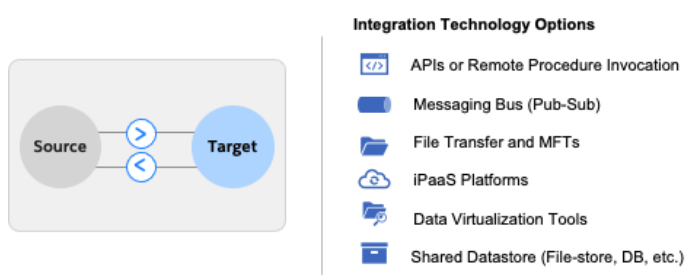 Integration Technology Options
Source
Target
>
<
</> APIs or Remote Procedure Invocation
Messaging Bus (Pub-Sub)
File Transfer and MFTs
iPaaS Platforms
Data Virtualization Tools
Shared Datastore (File-store, DB, etc.)